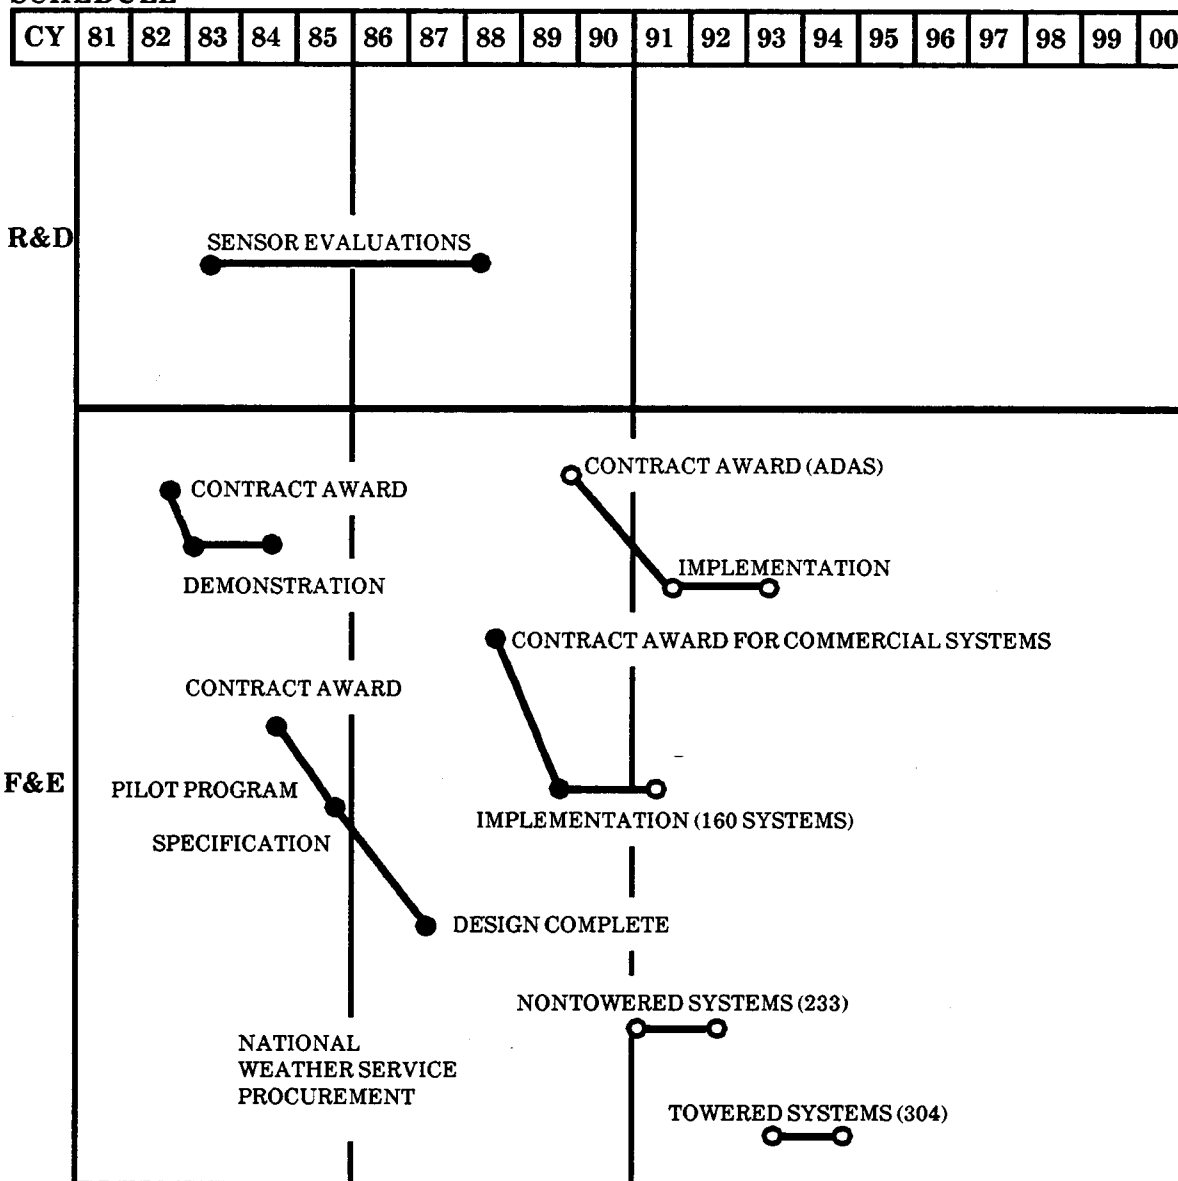 SCHEDULE
CY 81 82 83 84 85 86 87 88 89 90 91 92 93 94 95 96 97 98 99 00
R&D
SENSOR EVALUATIONS
CONTRACT AWARD (ADAS)
CONTRACT AWARD
IMPLEMENTATION
DEMONSTRATION
CONTRACT AWARD FOR COMMERCIAL SYSTEMS
CONTRACT AWARD
F&E
PILOT PROGRAM
IMPLEMENTATION (160 SYSTEMS)
SPECIFICATION
DESIGN COMPLETE
NONTOWERED SYSTEMS (233)
NATIONAL
WEATHER SERVICE
PROCUREMENT
TOWERED SYSTEMS (304)